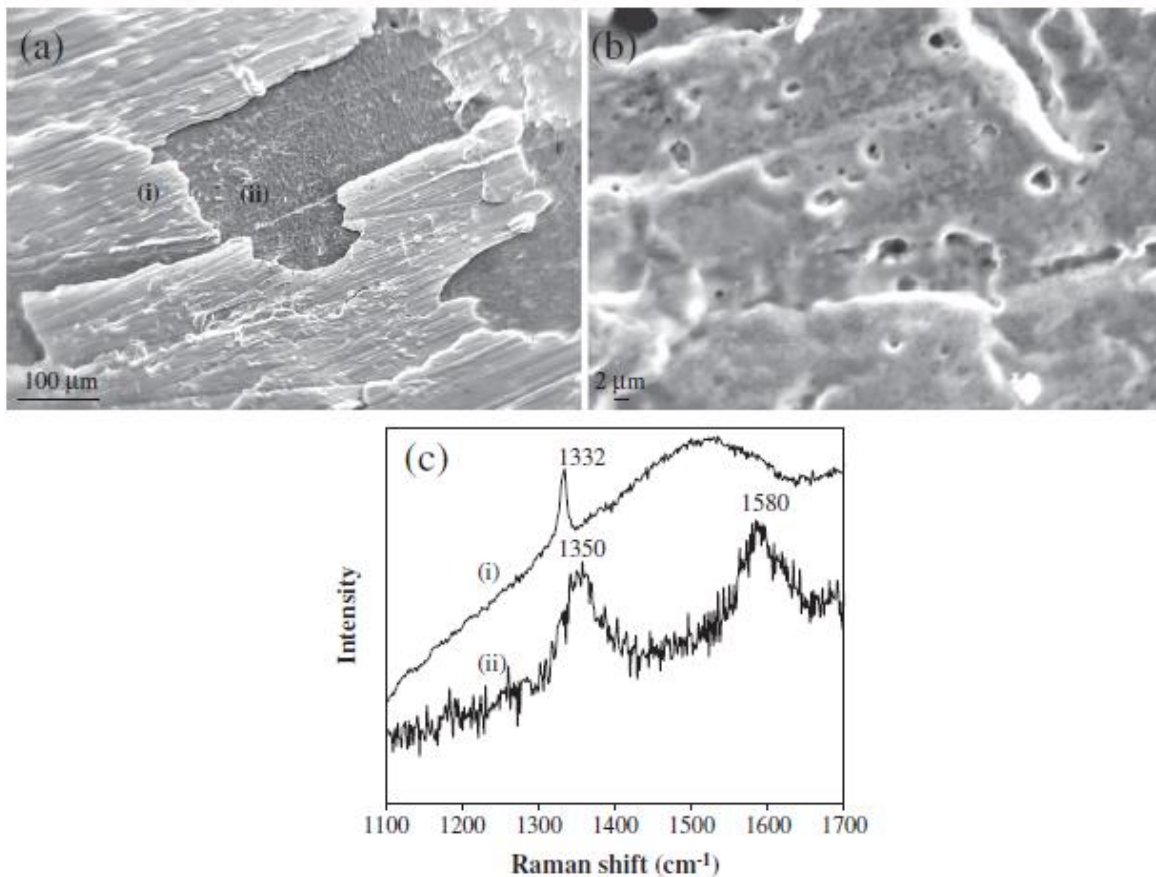 (a)
(i)
(ii)
100 μm
(b)
2 μm
(c)
1332
1580
1350
(i)
(ii)
Intensity
1100 1200 1300 1400 1500 1600 1700
Raman shift (cm⁻¹)